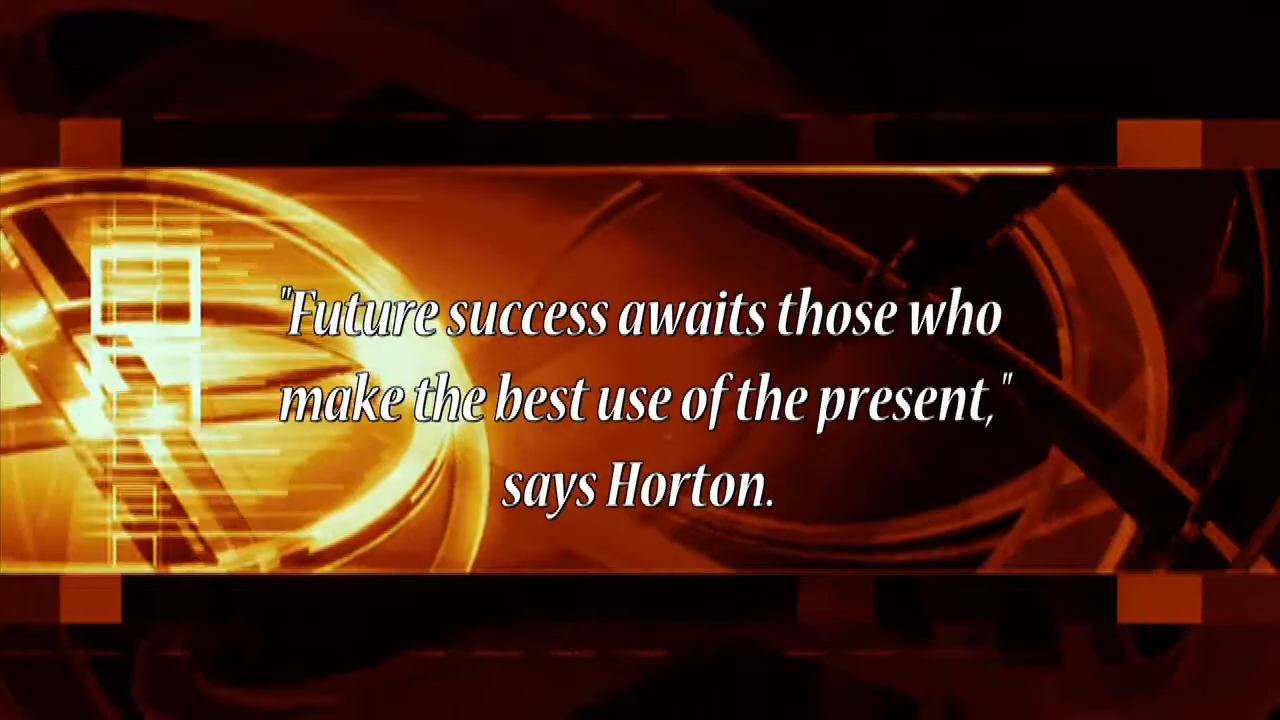 "Future success awaits those who
make the best use of the present,"
says Horton.